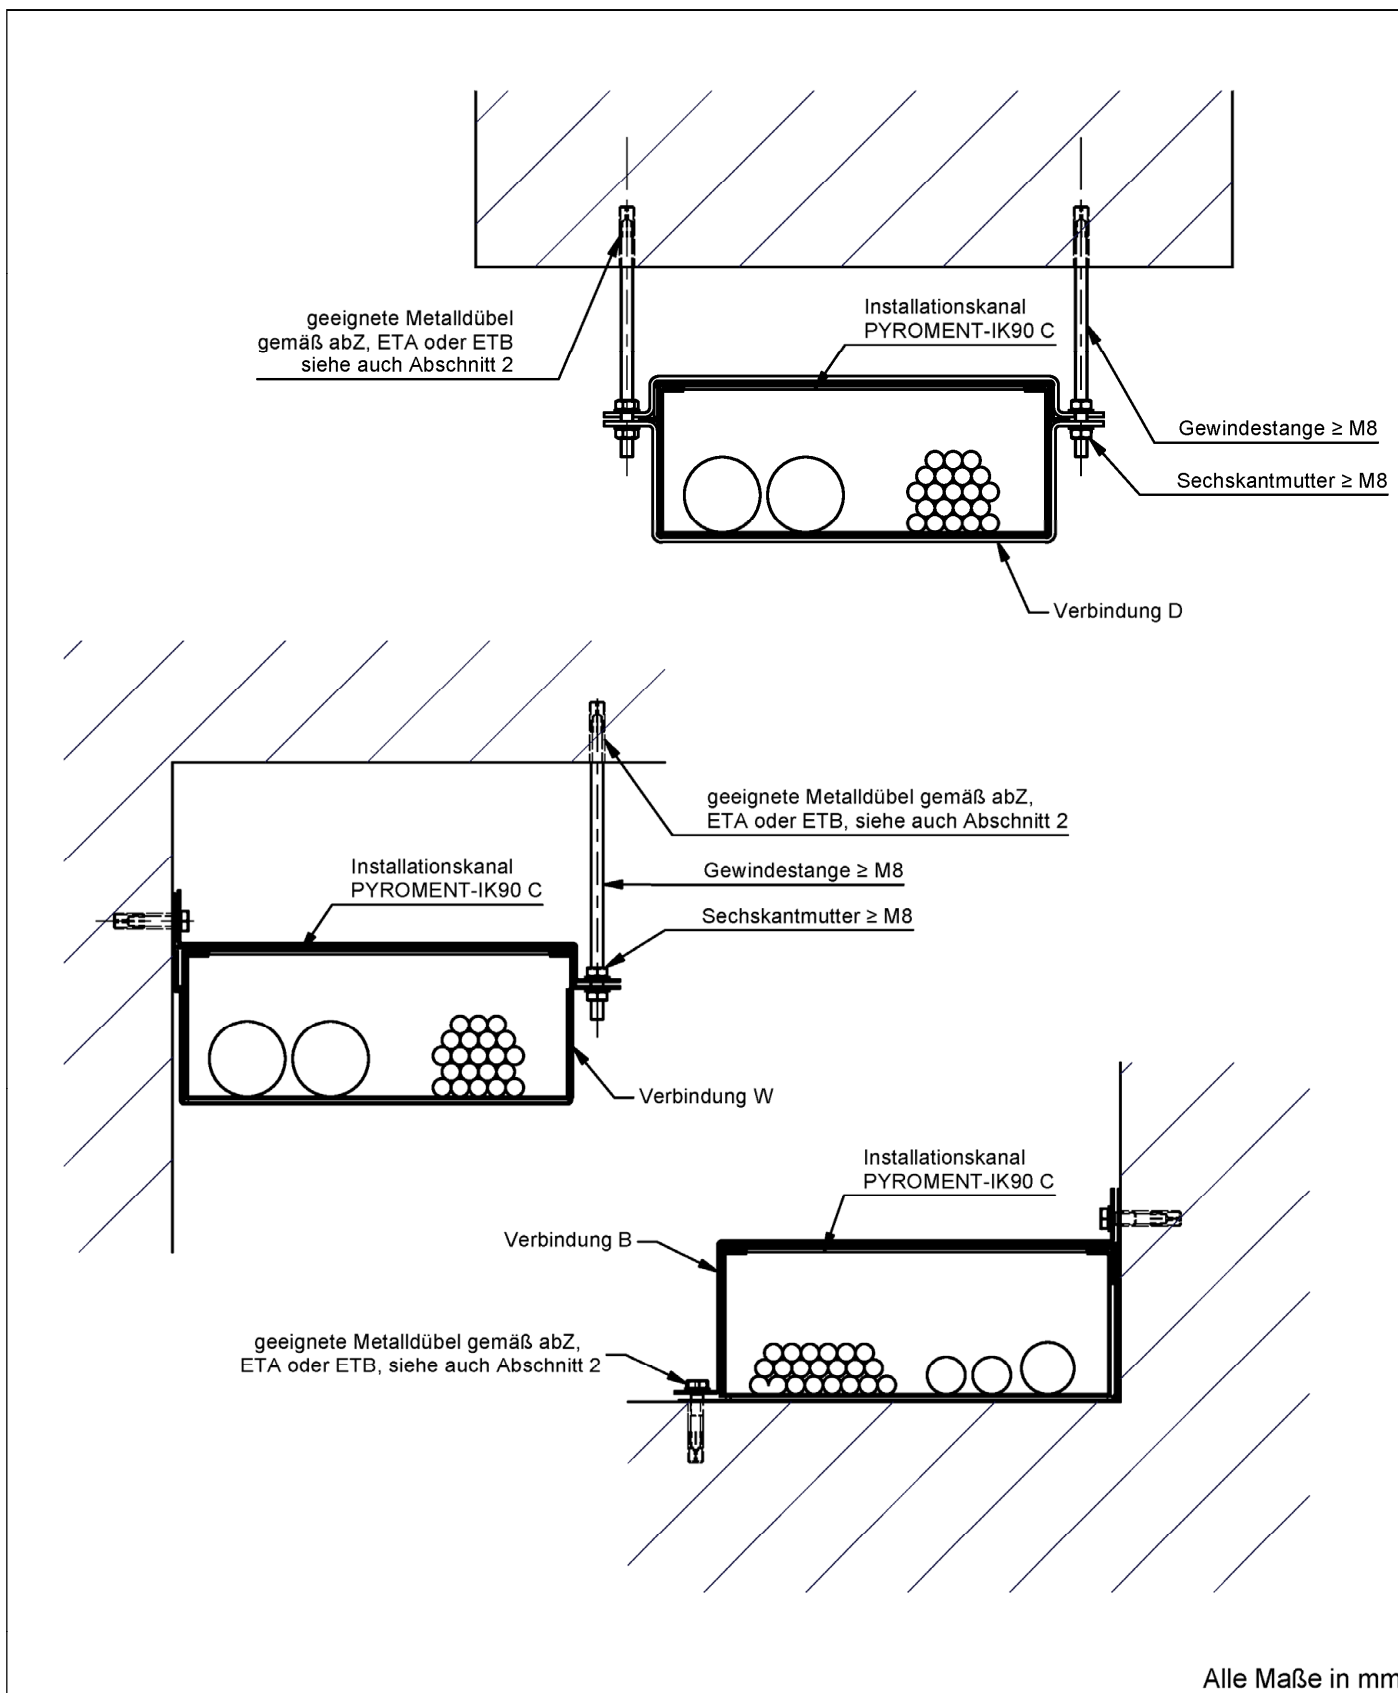 geeignete Metalldübel
gemäß abZ, ETA oder ETB
siehe auch Abschnitt 2
Installationskanal
PYROMENT-IK90 C
Gewindestange ≥ M8
Sechskantmutter ≥ M8
Verbindung D
geeignete Metalldübel gemäß abZ,
ETA oder ETB, siehe auch Abschnitt 2
Installationskanal
PYROMENT-IK90 C
Gewindestange ≥ M8
Sechskantmutter ≥ M8
Verbindung W
Installationskanal
PYROMENT-IK90 C
Verbindung B
geeignete Metalldübel gemäß abZ,
ETA oder ETB, siehe auch Abschnitt 2
Alle Maße in mm